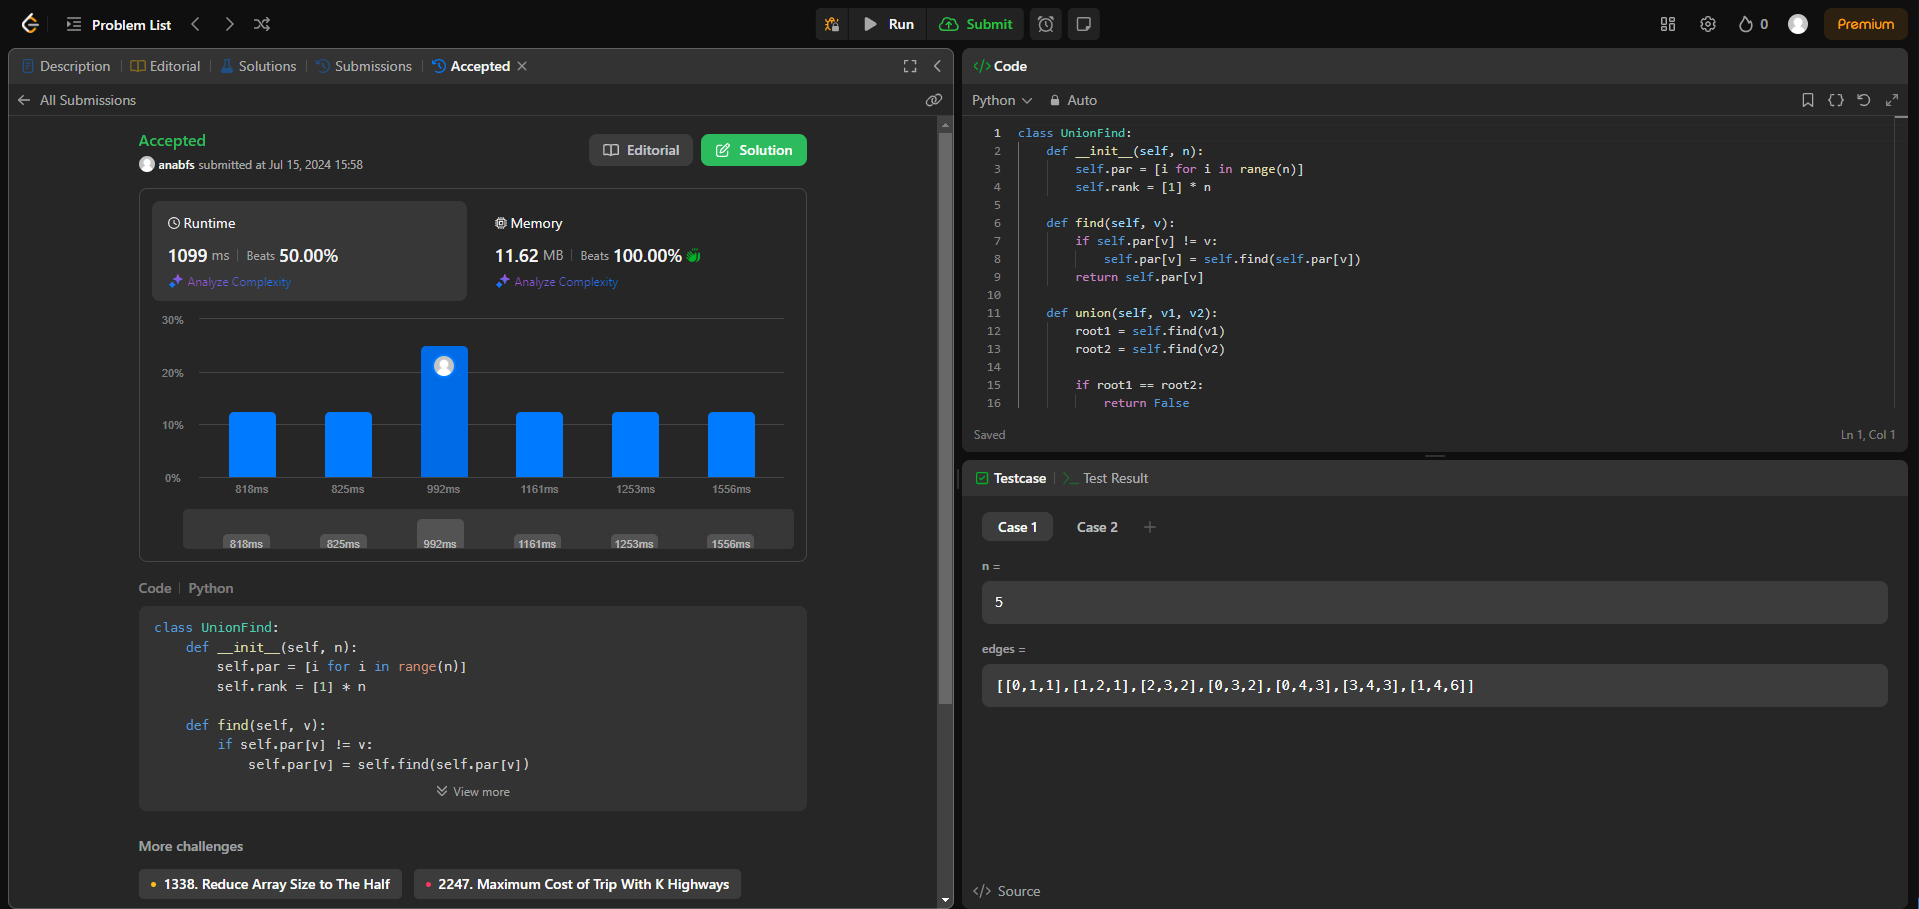 Problem List
Run
Submit
0
Premium
Description
Editorial
Solutions
Submissions
Accepted
All Submissions
Accepted
anabfs submitted at Jul 15, 2024 15:58
Editorial
Solution
Runtime
1099 ms
Beats 50.00%
Analyze Complexity
Memory
11.62 MB
Beats 100.00%
Analyze Complexity
30%
20%
10%
0%
818ms
825ms
992ms
1161ms
1253ms
1556ms
818ms
825ms
992ms
1161ms
1253ms
1556ms
Code
Python
class UnionFind:
    def __init__(self, n):
        self.par = [i for i in range(n)]
        self.rank = [1] * n
    def find(self, v):
        if self.par[v] != v:
            self.par[v] = self.find(self.par[v])
View more
More challenges
1338. Reduce Array Size to The Half
2247. Maximum Cost of Trip With K Highways
</> Code
Python
Auto
1 class UnionFind:
2     def __init__(self, n):
3         self.par = [i for i in range(n)]
4         self.rank = [1] * n
5
6     def find(self, v):
7         if self.par[v] != v:
8             self.par[v] = self.find(self.par[v])
9         return self.par[v]
10
11     def union(self, v1, v2):
12         root1 = self.find(v1)
13         root2 = self.find(v2)
14
15         if root1 == root2:
16             return False
Saved
Ln 1, Col 1
Testcase
Test Result
Case 1
Case 2
n =
5
edges =
[[0,1,1],[1,2,1],[2,3,2],[0,3,2],[0,4,3],[3,4,3],[1,4,6]]
</> Source